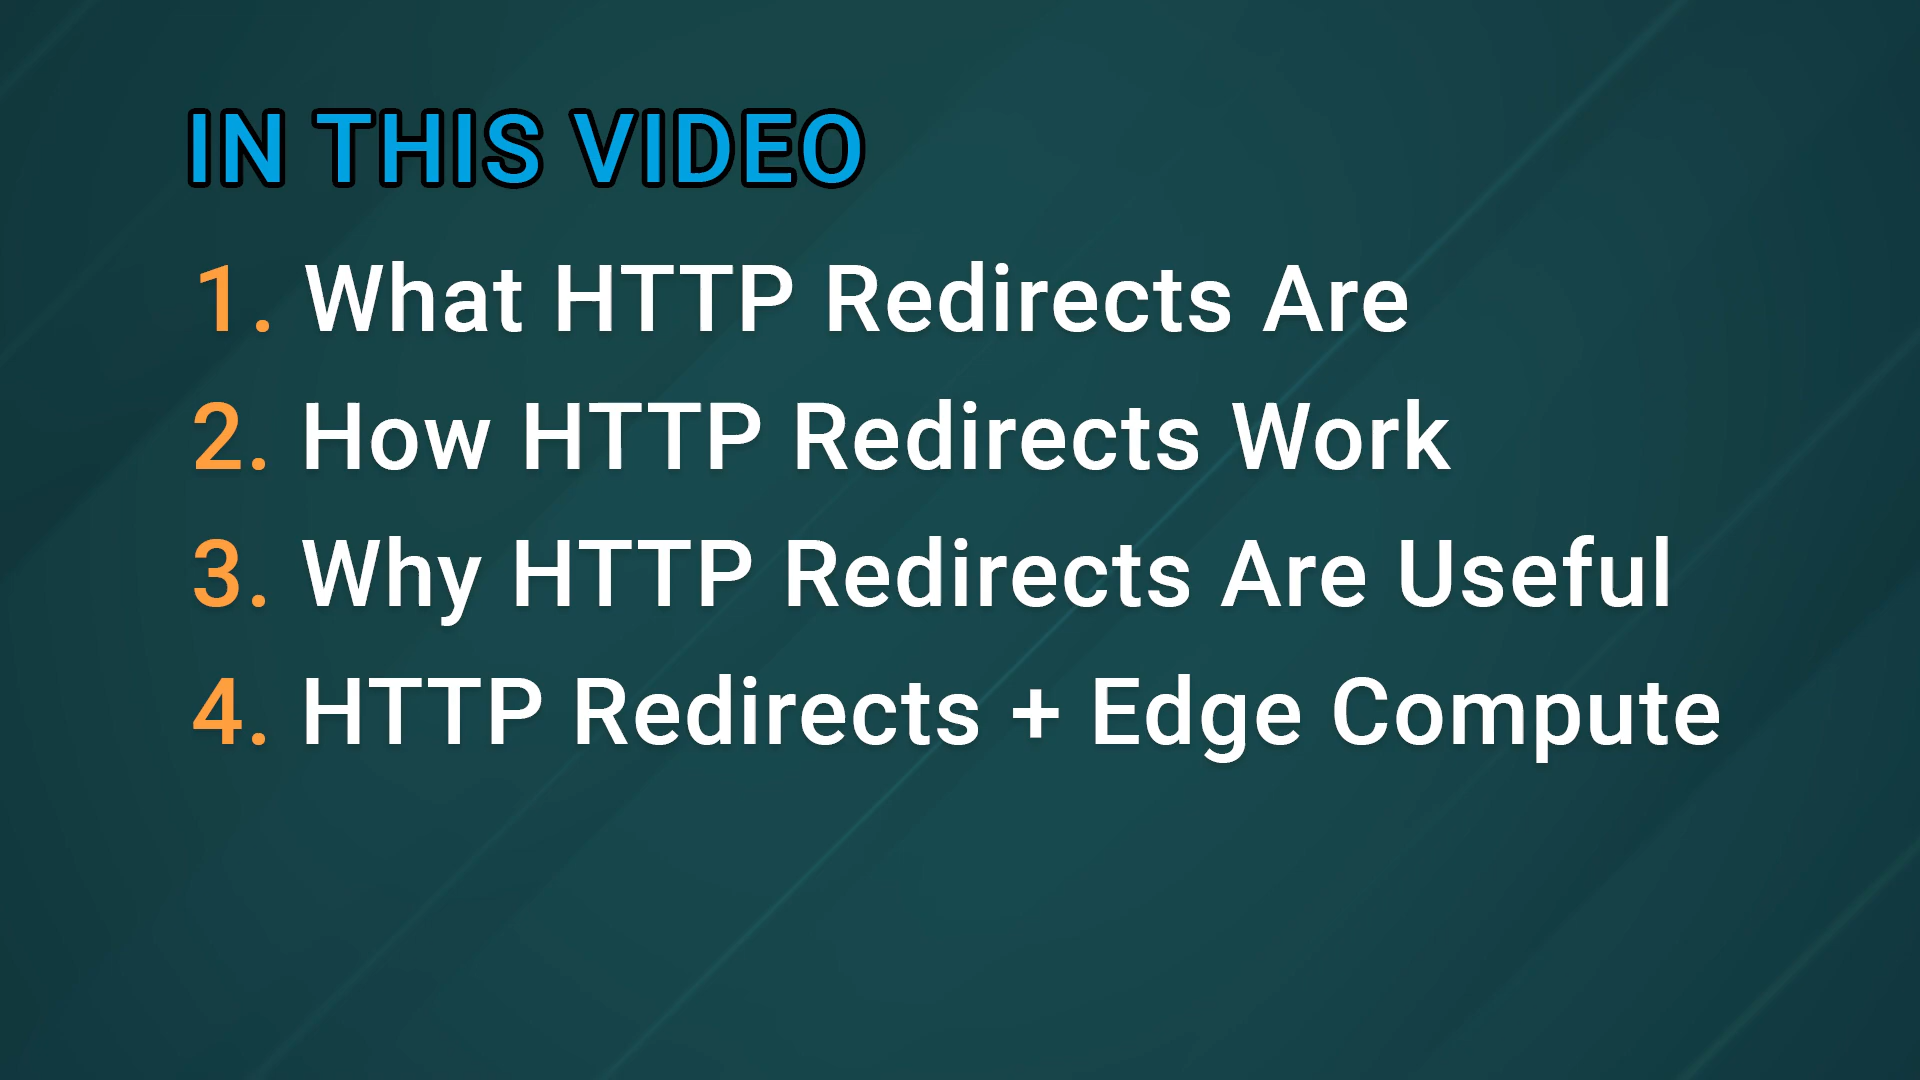 IN THIS VIDEO
1. What HTTP Redirects Are
2. How HTTP Redirects Work
3. Why HTTP Redirects Are Useful
4. HTTP Redirects + Edge Compute